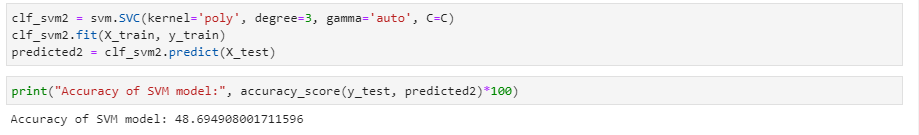 clf_svm2 = svm.SVC(kernel='poly', degree=3, gamma='auto', C=C)
clf_svm2.fit(X_train, y_train)
predicted2 = clf_svm2.predict(X_test)
print("Accuracy of SVM model:", accuracy_score(y_test, predicted2)*100)
Accuracy of SVM model: 48.694908001711596